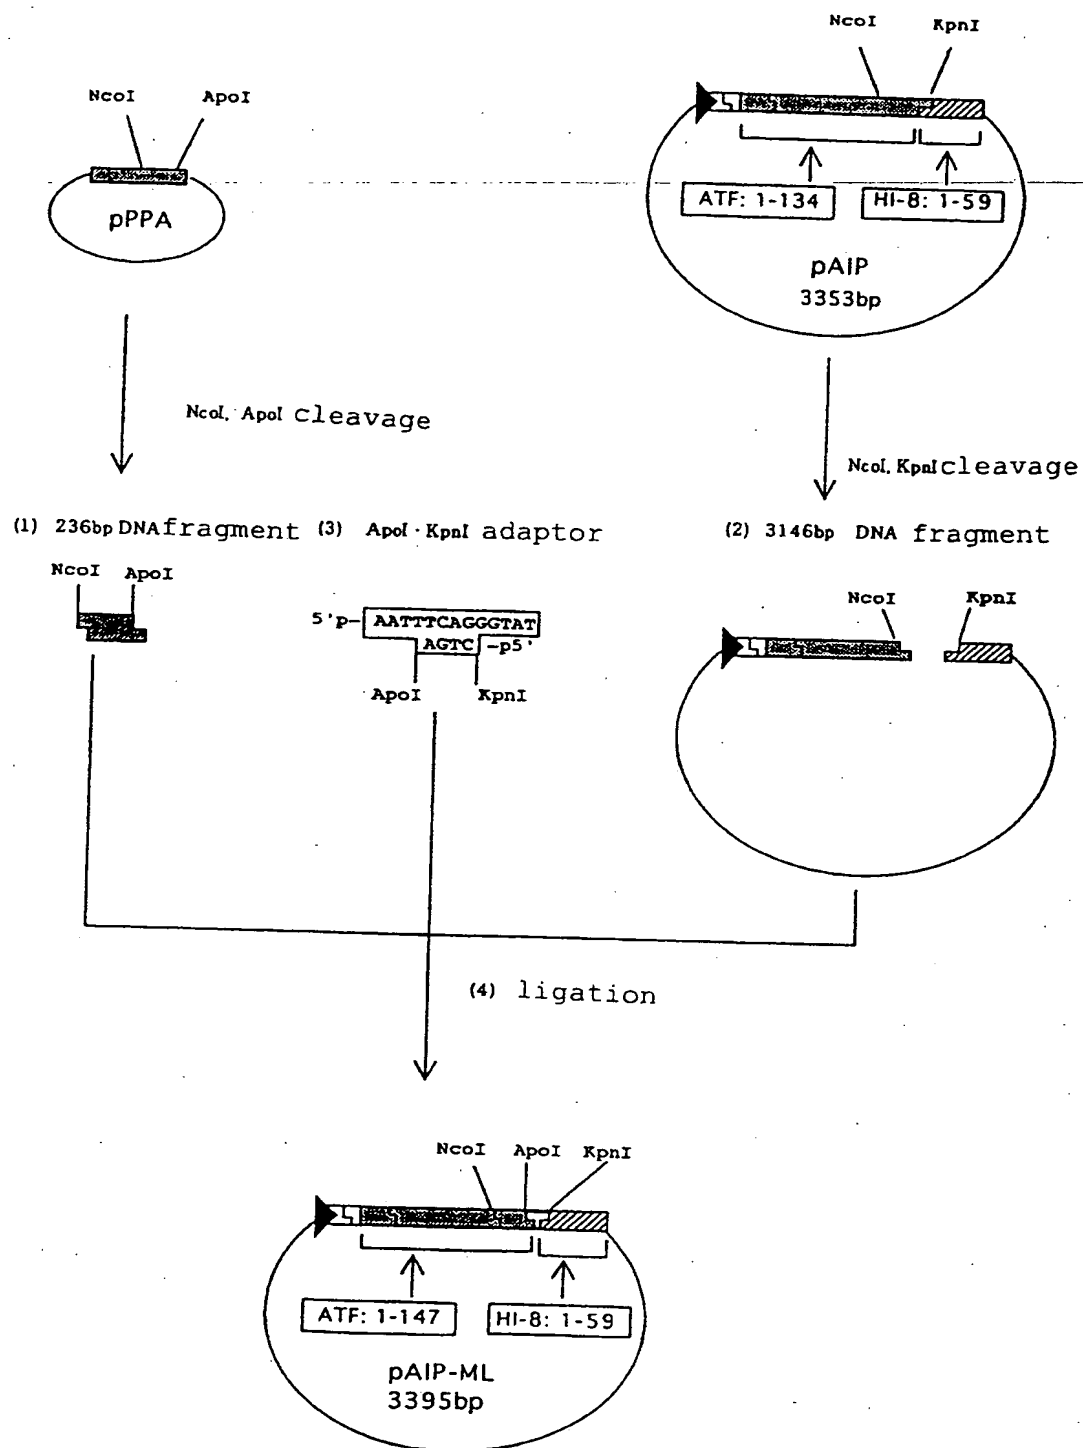 NcoI KpnI
NcoI ApoI
pPPA
ATF: 1-134 HI-8: 1-59
pAIP
3353bp
NcoI, ApoI cleavage
NcoI, KpnI cleavage
(1) 236bp DNA fragment (3) ApoI · KpnI adaptor (2) 3146bp DNA fragment
NcoI ApoI
NcoI KpnI
5'p- AATTTCAGGGTAT
AGTC -p5'
ApoI KpnI
(4) ligation
NcoI ApoI KpnI
ATF: 1-147 HI-8: 1-59
pAIP-ML
3395bp